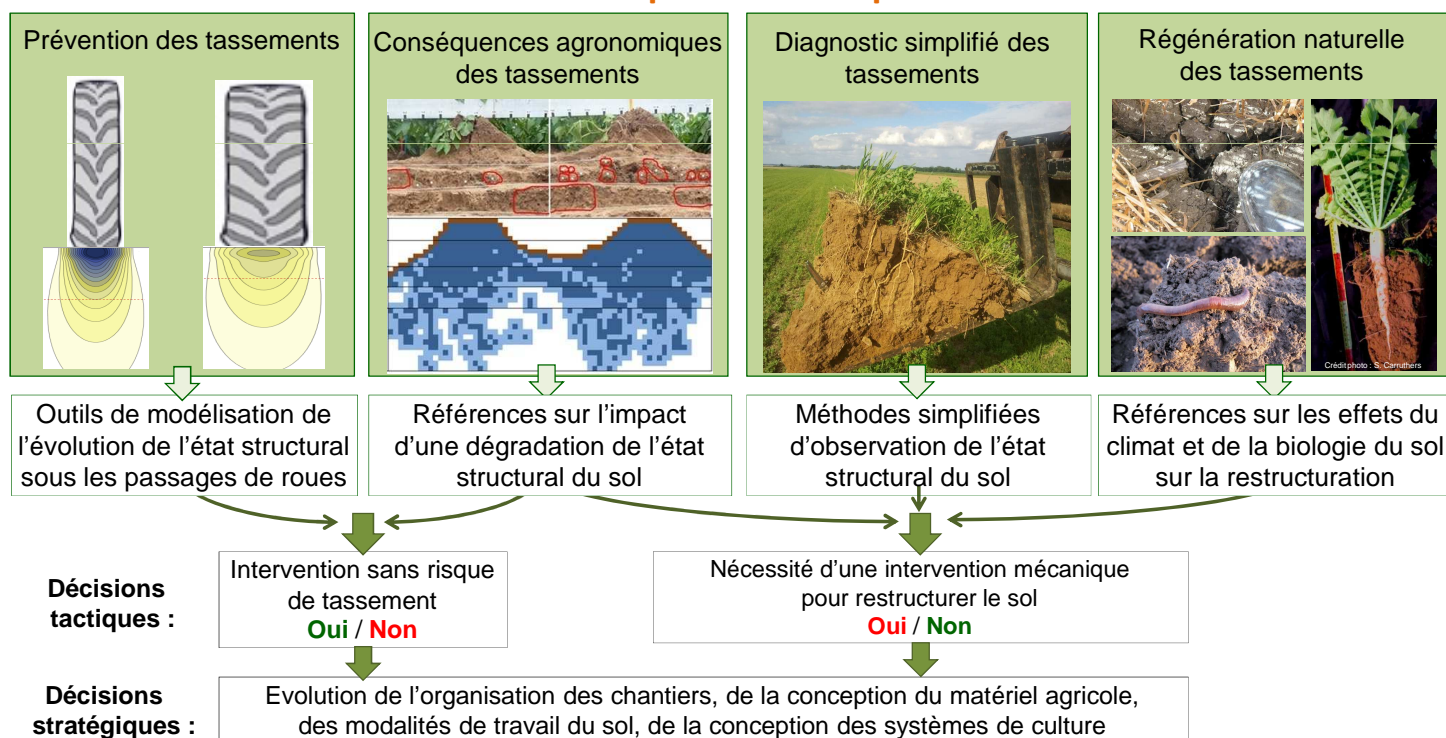 Prévention des tassements
Conséquences agronomiques
des tassements
Diagnostic simplifié des
tassements
Régénération naturelle
des tassements
Crédit photo : S. Carruthers
Outils de modélisation de
l’évolution de l’état structural
sous les passages de roues
Références sur l’impact
d’une dégradation de l’état
structural du sol
Méthodes simplifiées
d’observation de l’état
structural du sol
Références sur les effets du
climat et de la biologie du sol
sur la restructuration
Décisions
tactiques :
Intervention sans risque
de tassement
Oui / Non
Nécessité d’une intervention mécanique
pour restructurer le sol
Oui / Non
Décisions
stratégiques :
Evolution de l’organisation des chantiers, de la conception du matériel agricole,
des modalités de travail du sol, de la conception des systèmes de culture